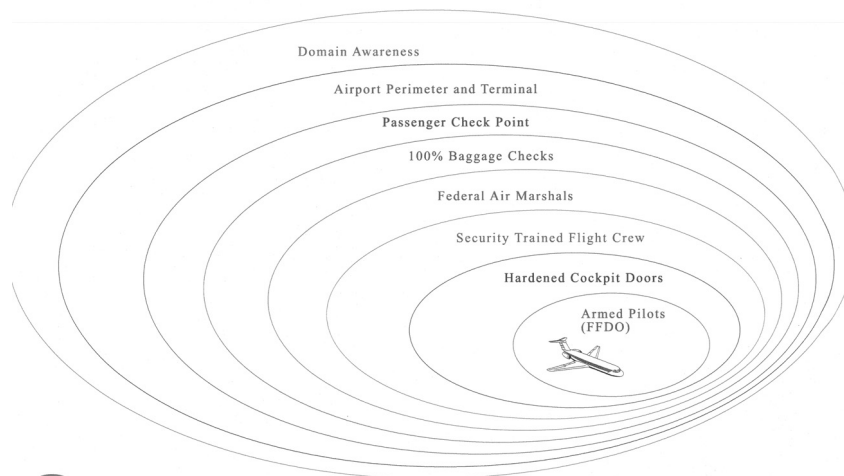 Domain Awareness
Airport Perimeter and Terminal
Passenger Check Point
100% Baggage Checks
Federal Air Marshals
Security Trained Flight Crew
Hardened Cockpit Doors
Armed Pilots
(FFDO)